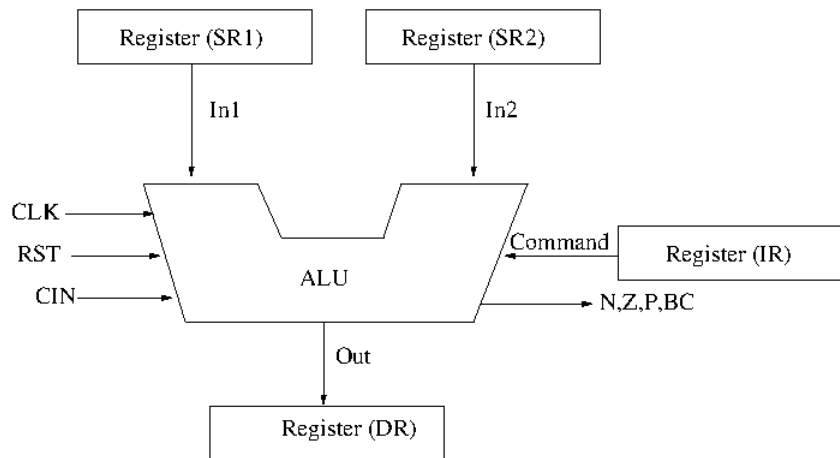 Register (SR1)
Register (SR2)
In1
In2
CLK
RST
CIN
Command
Register (IR)
ALU
N,Z,P,BC
Out
Register (DR)